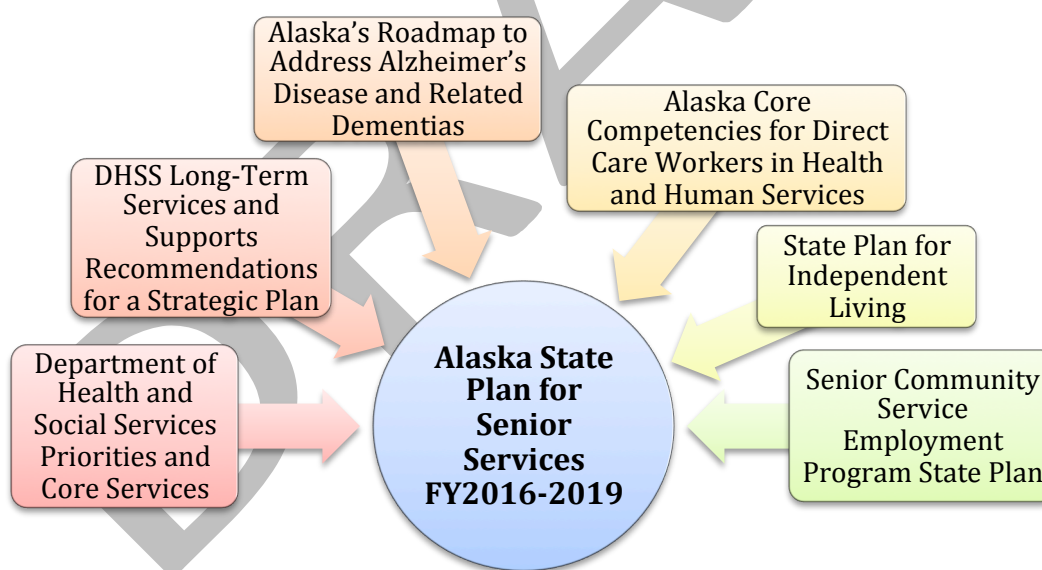 Alaska's Roadmap to
Address Alzheimer's
Disease and Related
Dementias
Alaska Core
Competencies for Direct
Care Workers in Health
and Human Services
DHSS Long-Term
Services and
Supports
Recommendations
for a Strategic Plan
State Plan for
Independent
Living
Department of
Health and
Social Services
Priorities and
Core Services
Alaska State
Plan for
Senior
Services
FY2016-2019
Senior Community
Service
Employment
Program State Plan